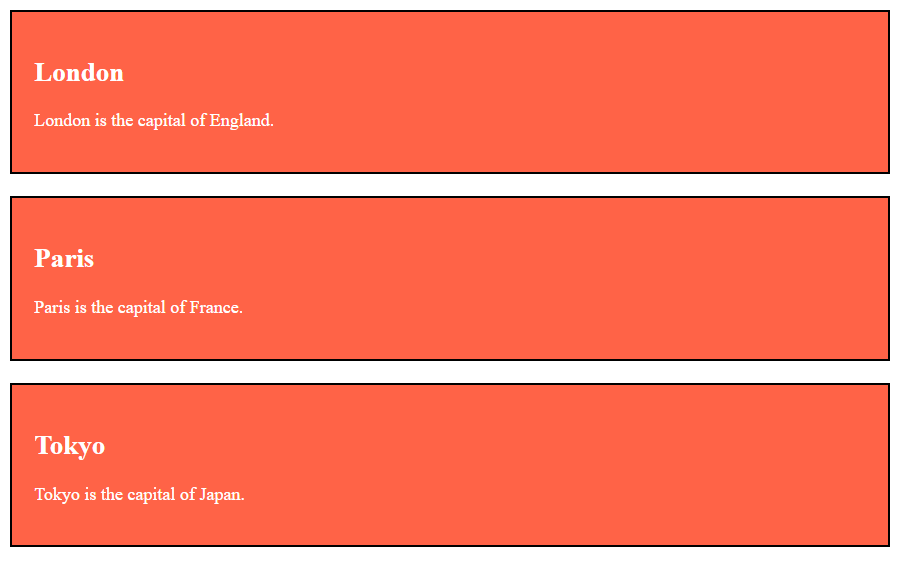 London
London is the capital of England.
Paris
Paris is the capital of France.
Tokyo
Tokyo is the capital of Japan.